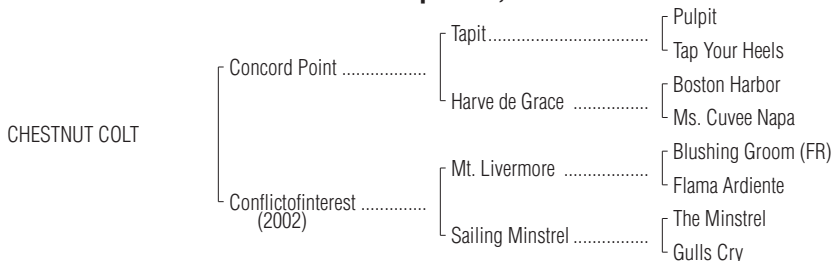 Pulpit
Tapit....................................
Tap Your Heels
Concord Point ...................
Boston Harbor
Harve de Grace .................
Ms. Cuvee Napa
CHESTNUT COLT
Blushing Groom (FR)
Mt. Livermore ...................
Flama Ardiente
Conflictofinterest ...............
(2002)
The Minstrel
Sailing Minstrel .................
Gulls Cry